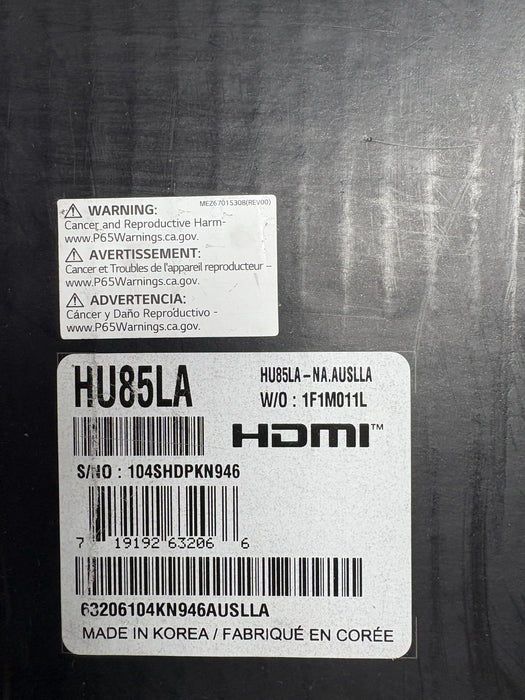 MEZ67015308(REV00)
⚠ WARNING:
Cancer and Reproductive Harm-
www.P65Warnings.ca.gov.
⚠ AVERTISSEMENT:
Cancer et Troubles de l'appareil reproducteur –
www.P65Warnings.ca.gov.
⚠ ADVERTENCIA:
Cáncer y Daño Reproductivo -
www.P65Warnings.ca.gov.
HU85LA
HU85LA-NA.AUSLLA
W/O : 1F1M011L
HDMI™
S/NO : 104SHDPKN946
7 19192 63206 6
63206104KN946AUSLLA
MADE IN KOREA / FABRIQUÉ EN CORÉE